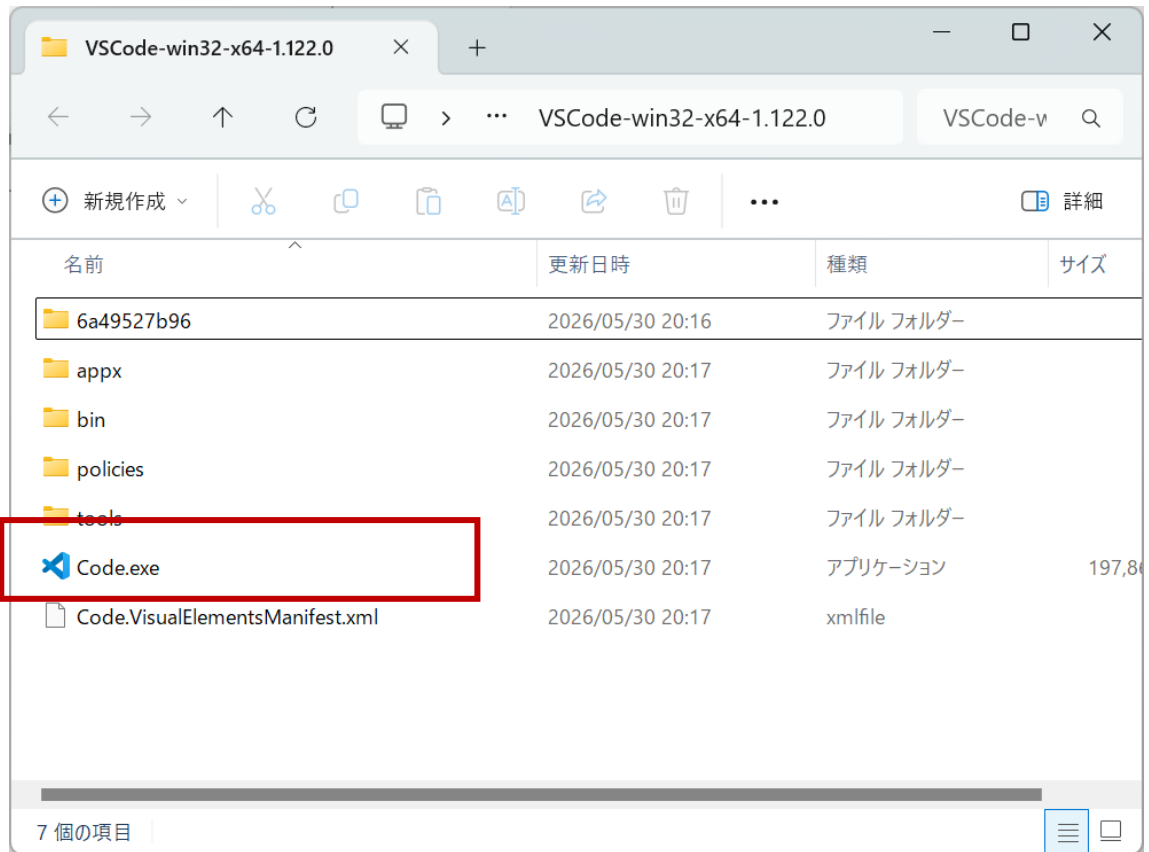 VSCode-win32-x64-1.122.0
VSCode-win32-x64-1.122.0 VSCode-w
新規作成 詳細
名前 更新日時 種類 サイズ
6a49527b96 2026/05/30 20:16 ファイル フォルダー
appx 2026/05/30 20:17 ファイル フォルダー
bin 2026/05/30 20:17 ファイル フォルダー
policies 2026/05/30 20:17 ファイル フォルダー
tools 2026/05/30 20:17 ファイル フォルダー
Code.exe 2026/05/30 20:17 アプリケーション 197,86
Code.VisualElementsManifest.xml 2026/05/30 20:17 xmlfile
7 個の項目